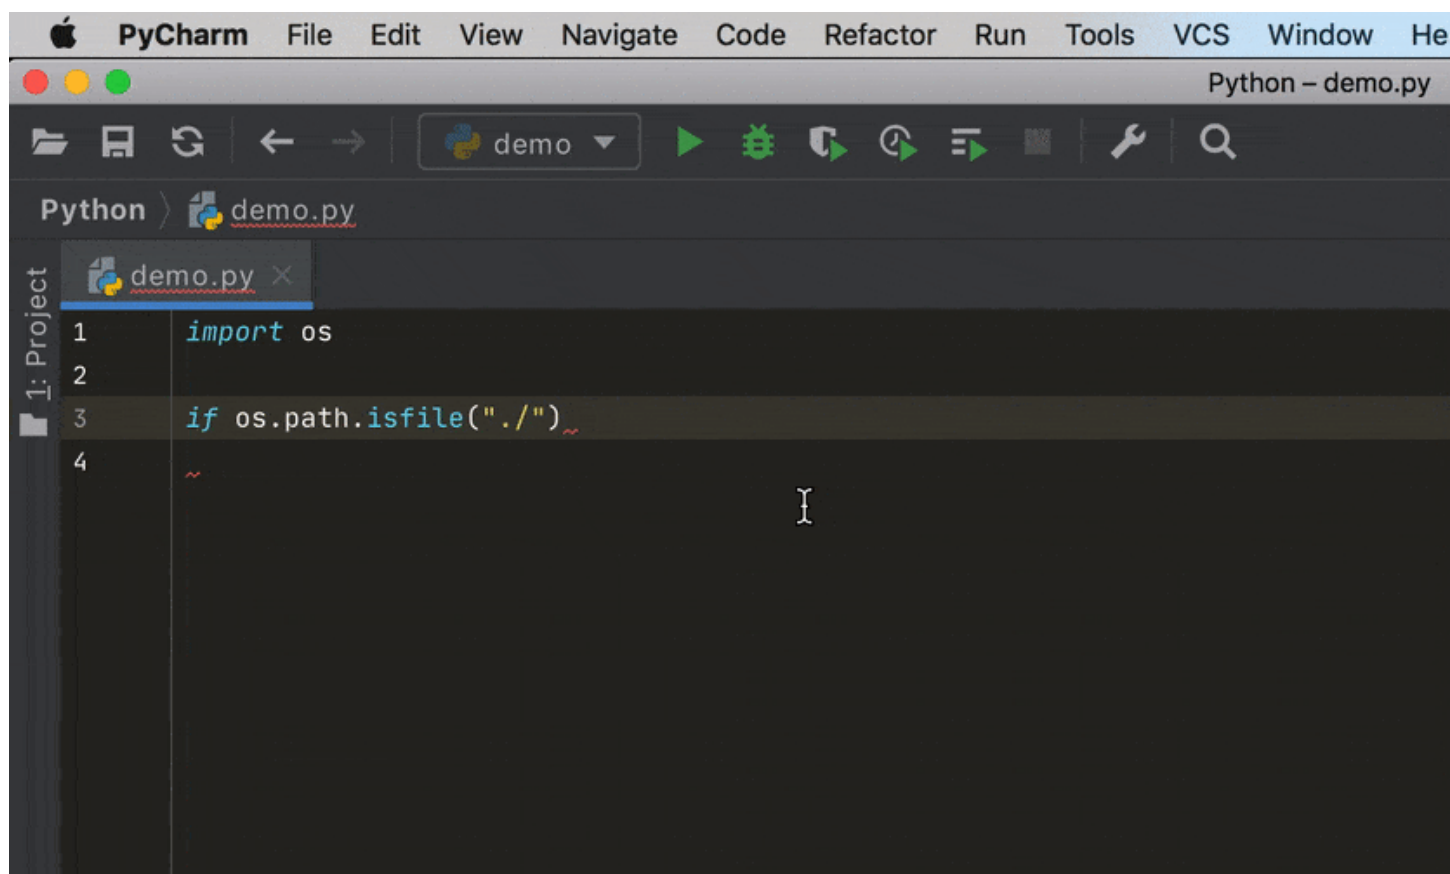 PyCharm File Edit View Navigate Code Refactor Run Tools VCS Window He
Python – demo.py
demo
Python demo.py
1: Project
demo.py
1 import os
2
3 if os.path.isfile("./")
4